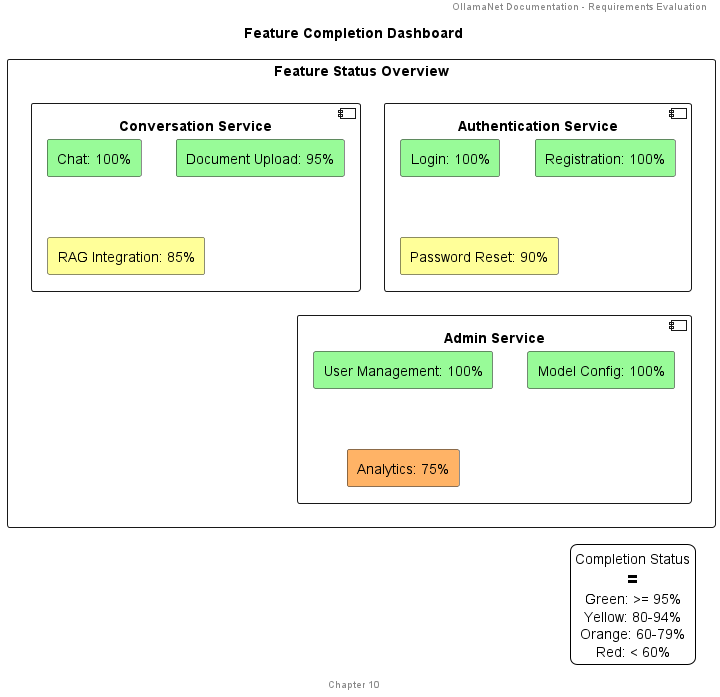 OllamaNet Documentation - Requirements Evaluation
Feature Completion Dashboard
Feature Status Overview
Conversation Service
Chat: 100%
Document Upload: 95%
RAG Integration: 85%
Authentication Service
Login: 100%
Registration: 100%
Password Reset: 90%
Admin Service
User Management: 100%
Model Config: 100%
Analytics: 75%
Completion Status
=
Green: >= 95%
Yellow: 80-94%
Orange: 60-79%
Red: < 60%
Chapter 10